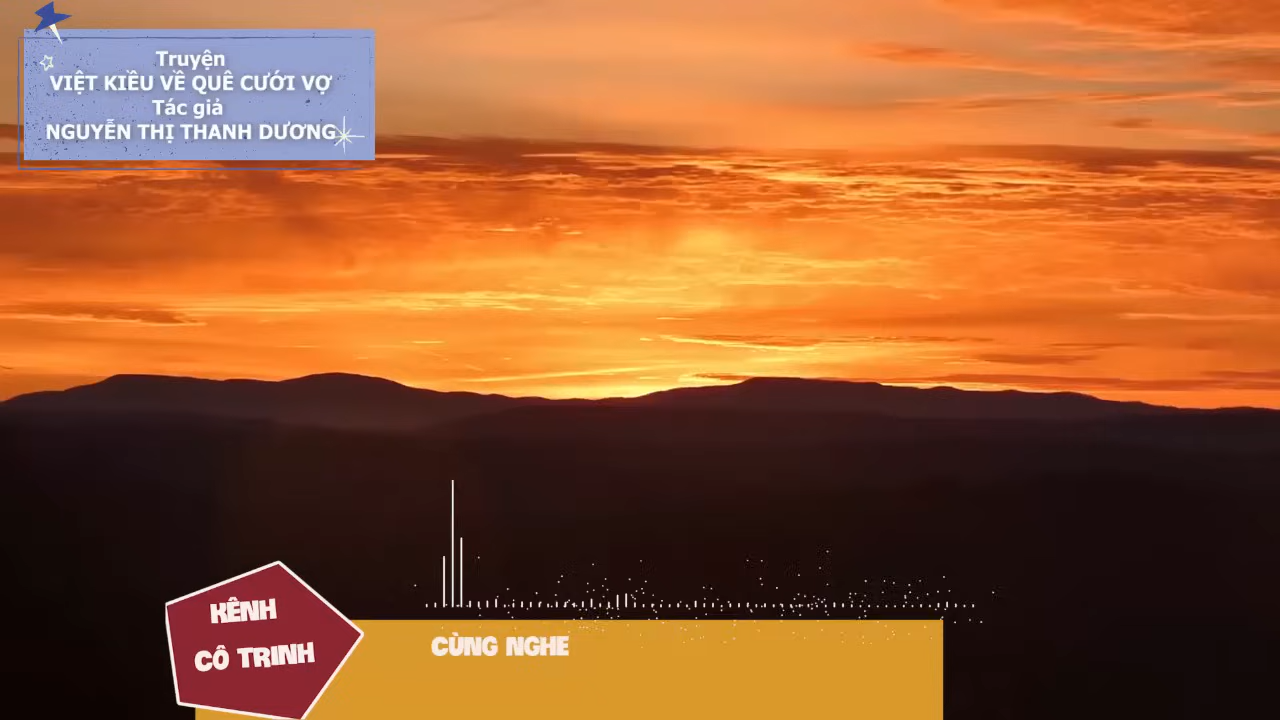 Truyện
VIỆT KIỀU VỀ QUÊ CƯỚI VỢ
Tác giả
NGUYỄN THỊ THANH DƯƠNG
KÊNH
CÔ TRINH
CÙNG NGHE